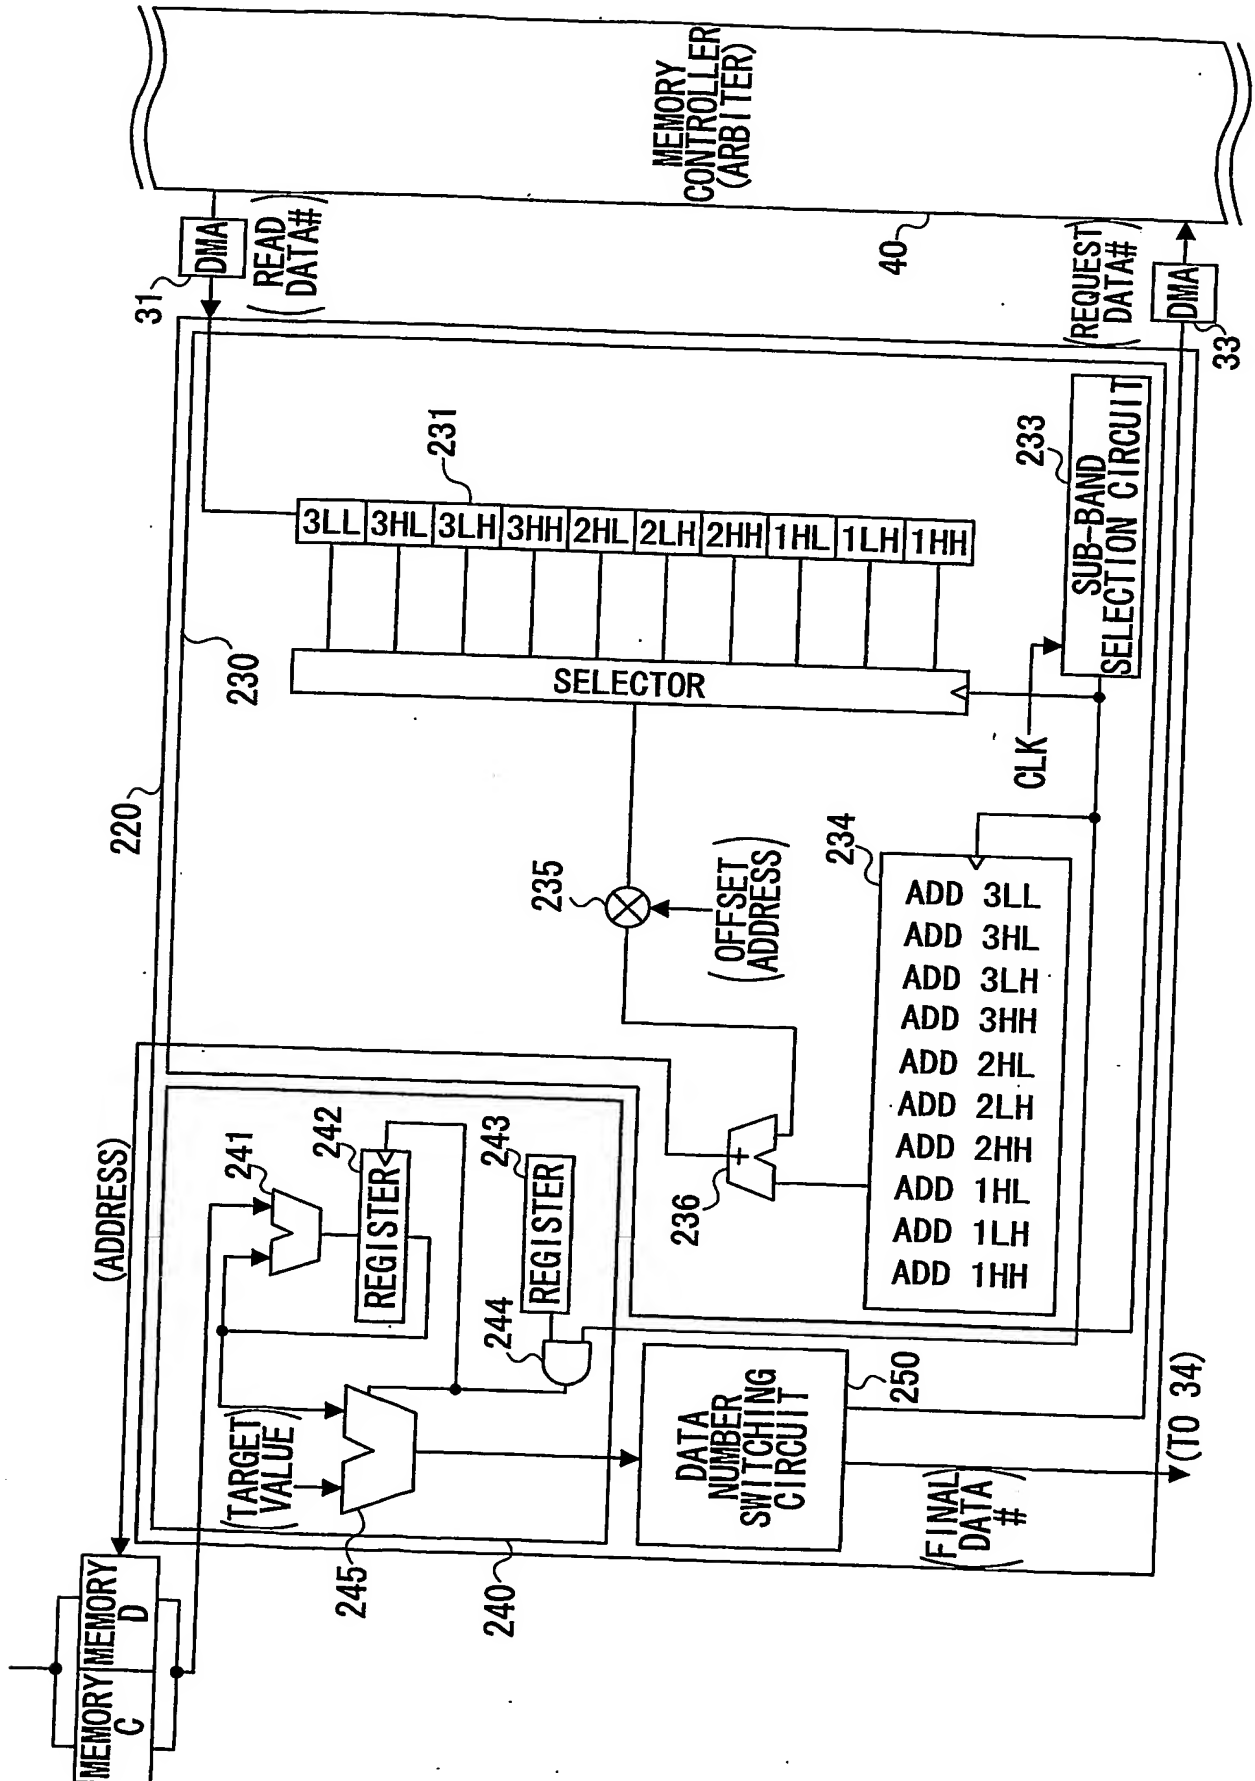 MEMORY
CONTROLLER
(ARBITER)
40
DMA
31
(READ
DATA#)
(REQUEST
DATA#)
DMA
33
220
230
231
3LL
3HL
3LH
3HH
2HL
2LH
2HH
1HL
1LH
1HH
SELECTOR
233
SUB-BAND
SELECTION CIRCUIT
CLK
235
(OFFSET
ADDRESS)
234
ADD 3LL
ADD 3HL
ADD 3LH
ADD 3HH
ADD 2HL
ADD 2LH
ADD 2HH
ADD 1HL
ADD 1LH
ADD 1HH
236
+
(ADDRESS)
241
242
REGISTER
243
REGISTER
244
(TARGET
VALUE)
245
240
DATA
NUMBER
SWITCHING
CIRCUIT
250
(FINAL
DATA
#)
(TO 34)
MEMORY
C
MEMORY
D